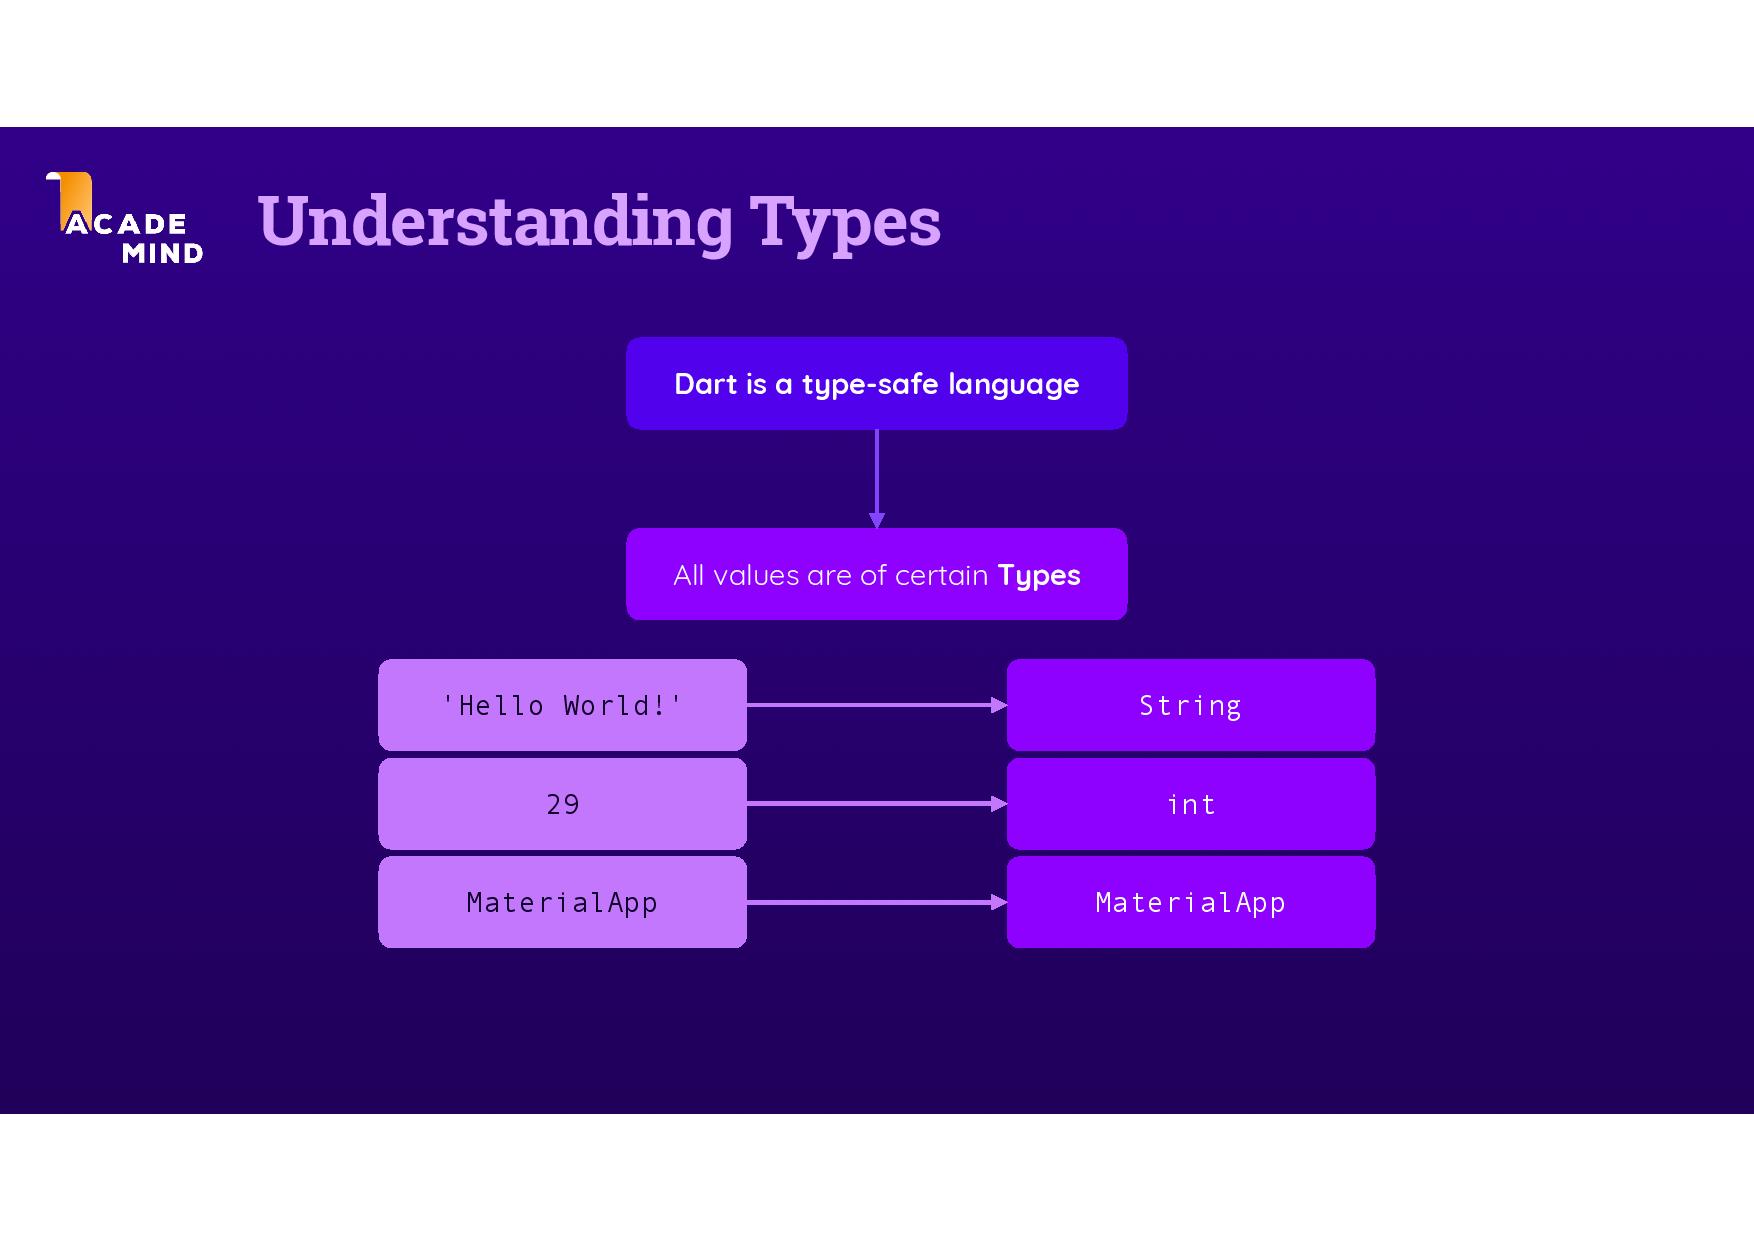 ACADE
MIND
Understanding Types
Dart is a type-safe language
All values are of certain Types
'Hello World!'
String
29
int
MaterialApp
MaterialApp